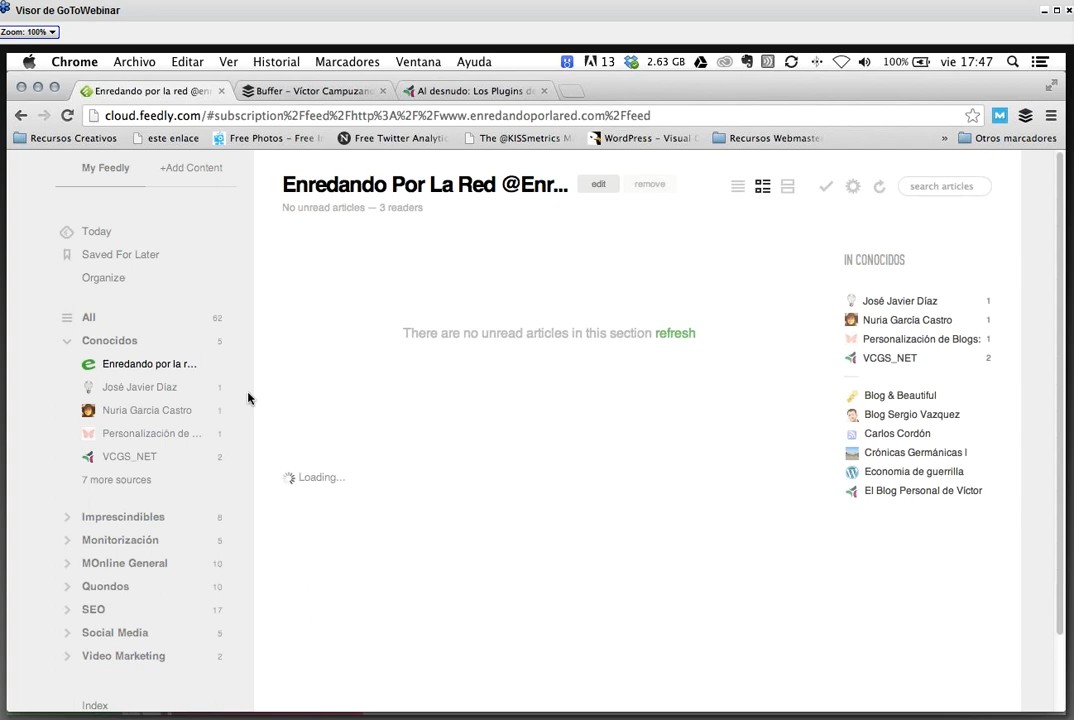 Visor de GoToWebinar
Zoom: 100%
Chrome Archivo Editar Ver Historial Marcadores Ventana Ayuda 13 2.63 GB 100% vie 17:47
Enredando por la red @enr
Buffer – Víctor Campuzano
Al desnudo: Los Plugins de
cloud.feedly.com/#subscription%2Ffeed%2Fhttp%3A%2F%2Fwww.enredandoporlared.com%2Ffeed
Recursos Creativos este enlace Free Photos – Free I Free Twitter Analytic The @KISSmetrics M WordPress – Visual Recursos Webmaste » Otros marcadores
My Feedly +Add Content
Today
Saved For Later
Organize
All 62
Conocidos 5
Enredando por la r...
José Javier Díaz 1
Nuria García Castro 1
Personalización de ... 1
VCGS_NET 2
7 more sources
Imprescindibles 8
Monitorización 5
MOnline General 10
Quondos 10
SEO 17
Social Media 5
Video Marketing 2
Index
Enredando Por La Red @Enr... edit remove
search articles
No unread articles — 3 readers
There are no unread articles in this section refresh
Loading...
IN CONOCIDOS
José Javier Díaz 1
Nuria García Castro 1
Personalización de Blogs: 1
VCGS_NET 2
Blog & Beautiful
Blog Sergio Vazquez
Carlos Cordón
Crónicas Germánicas I
Economia de guerrilla
El Blog Personal de Víctor